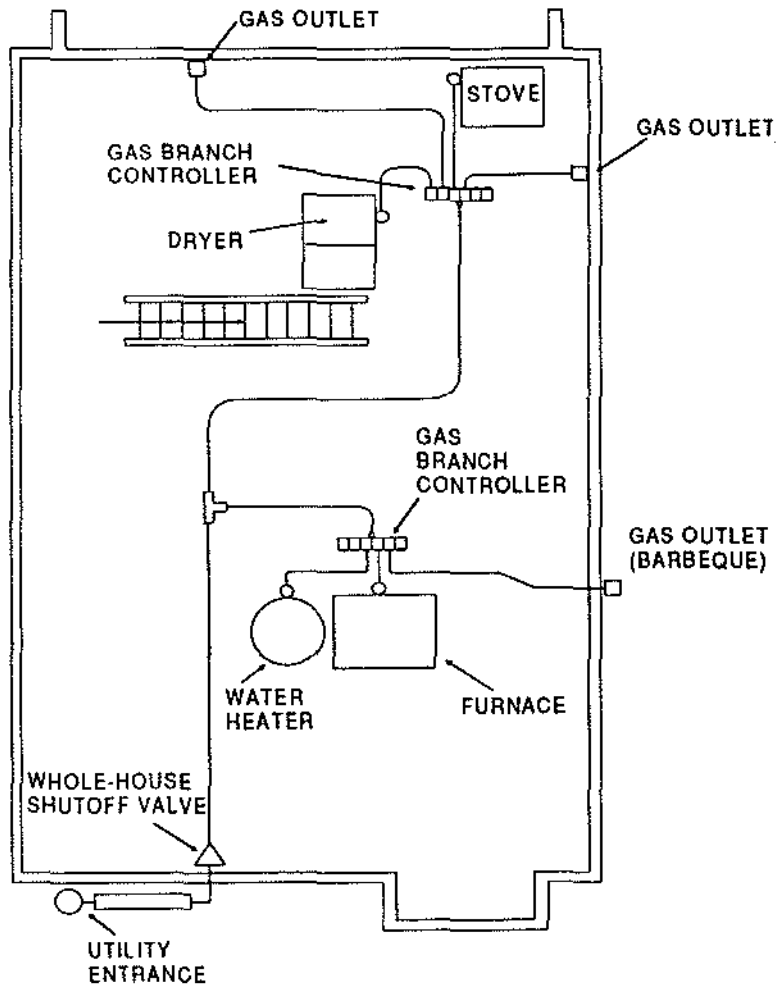 GAS OUTLET
STOVE
GAS OUTLET
GAS BRANCH
CONTROLLER
DRYER
GAS
BRANCH
CONTROLLER
GAS OUTLET
(BARBEQUE)
WATER
HEATER
FURNACE
WHOLE-HOUSE
SHUTOFF VALVE
UTILITY
ENTRANCE